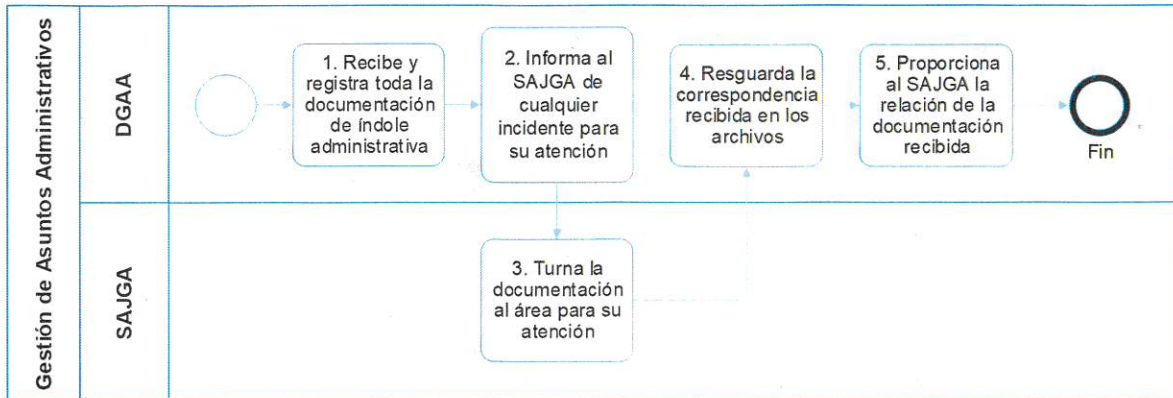 Gestión de Asuntos Administrativos
DGAA
1. Recibe y
registra toda la
documentación
de índole
administrativa
2. Informa al
SAJGA de
cualquier
incidente para
su atención
4. Resguarda la
correspondencia
recibida en los
archivos
5. Proporciona
al SAJGA la
relación de la
documentación
recibida
Fin
SAJGA
3. Turna la
documentación
al área para su
atención